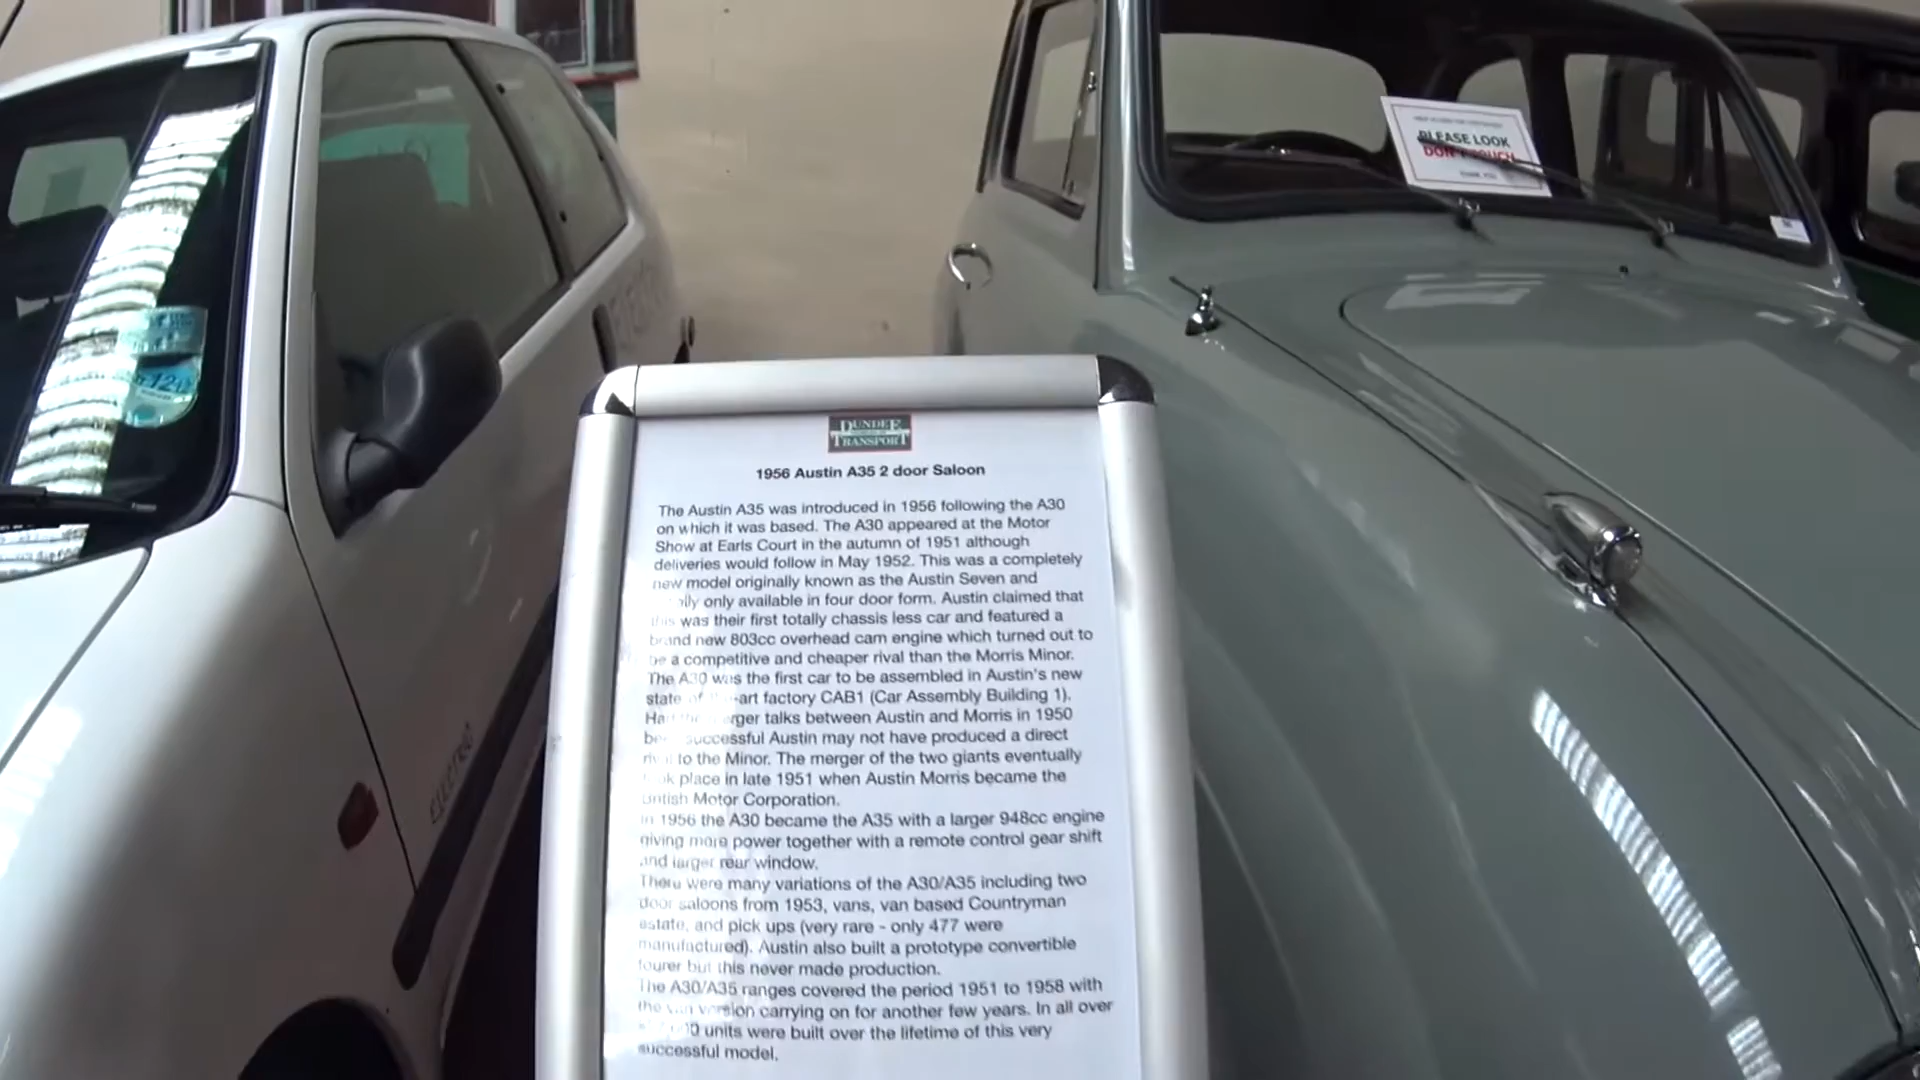 PLEASE LOOK
DON'T TOUCH
THANK YOU
12
ELECTRO
DUNDEE
TRANSPORT
1956 Austin A35 2 door Saloon
The Austin A35 was introduced in 1956 following the A30
on which it was based. The A30 appeared at the Motor
Show at Earls Court in the autumn of 1951 although
deliveries would follow in May 1952. This was a completely
new model originally known as the Austin Seven and
only available in four door form. Austin claimed that
this was their first totally chassis less car and featured a
brand new 803cc overhead cam engine which turned out to
be a competitive and cheaper rival than the Morris Minor.
The A30 was the first car to be assembled in Austin's new
state of art factory CAB1 (Car Assembly Building 1).
talks between Austin and Morris in 1950
successful Austin may not have produced a direct
rival to the Minor. The merger of the two giants eventually
place in late 1951 when Austin Morris became the
British Motor Corporation.
In 1956 the A30 became the A35 with a larger 948cc engine
giving more power together with a remote control gear shift
and larger rear window.
There were many variations of the A30/A35 including two
door saloons from 1953, vans, van based Countryman
estate, and pick ups (very rare - only 477 were
manufactured). Austin also built a prototype convertible
tourer but this never made production.
The A30/A35 ranges covered the period 1951 to 1958 with
the van version carrying on for another few years. In all over
units were built over the lifetime of this very
successful model.